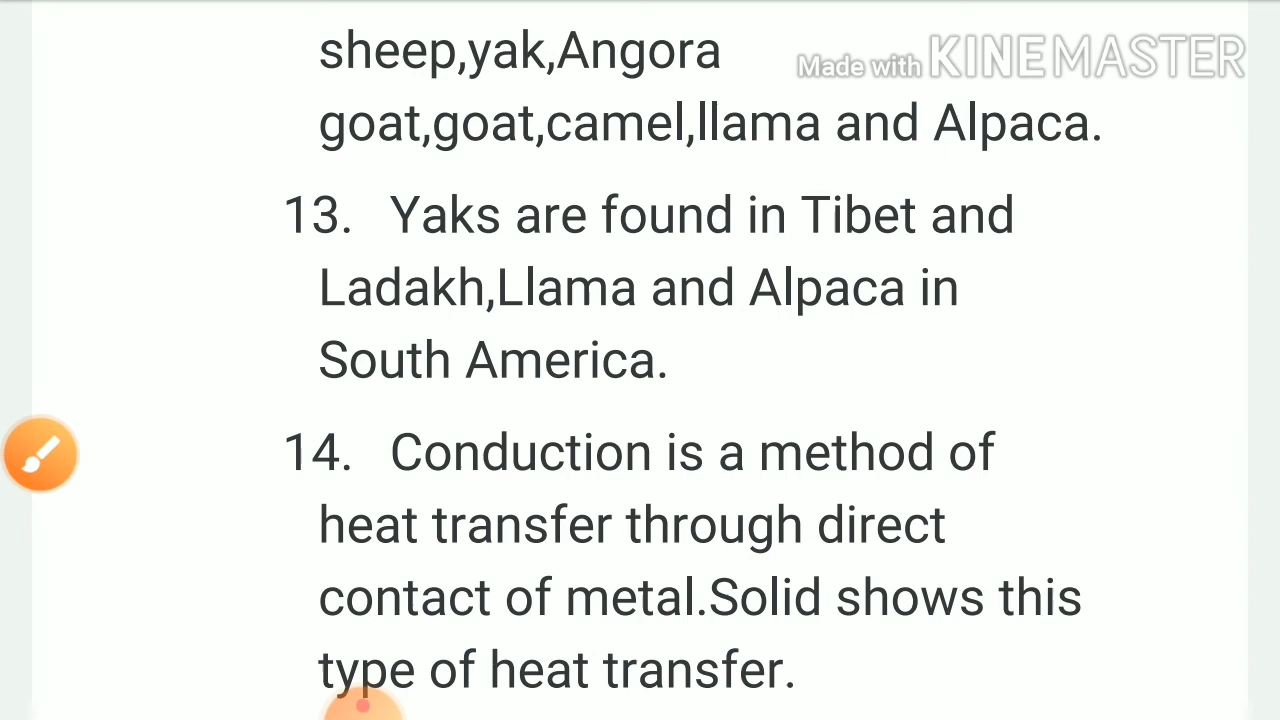 sheep,yak,Angora
Made with KINEMASTER
goat,goat,camel,llama and Alpaca.
13. Yaks are found in Tibet and
Ladakh,Llama and Alpaca in
South America.
14. Conduction is a method of
heat transfer through direct
contact of metal.Solid shows this
type of heat transfer.